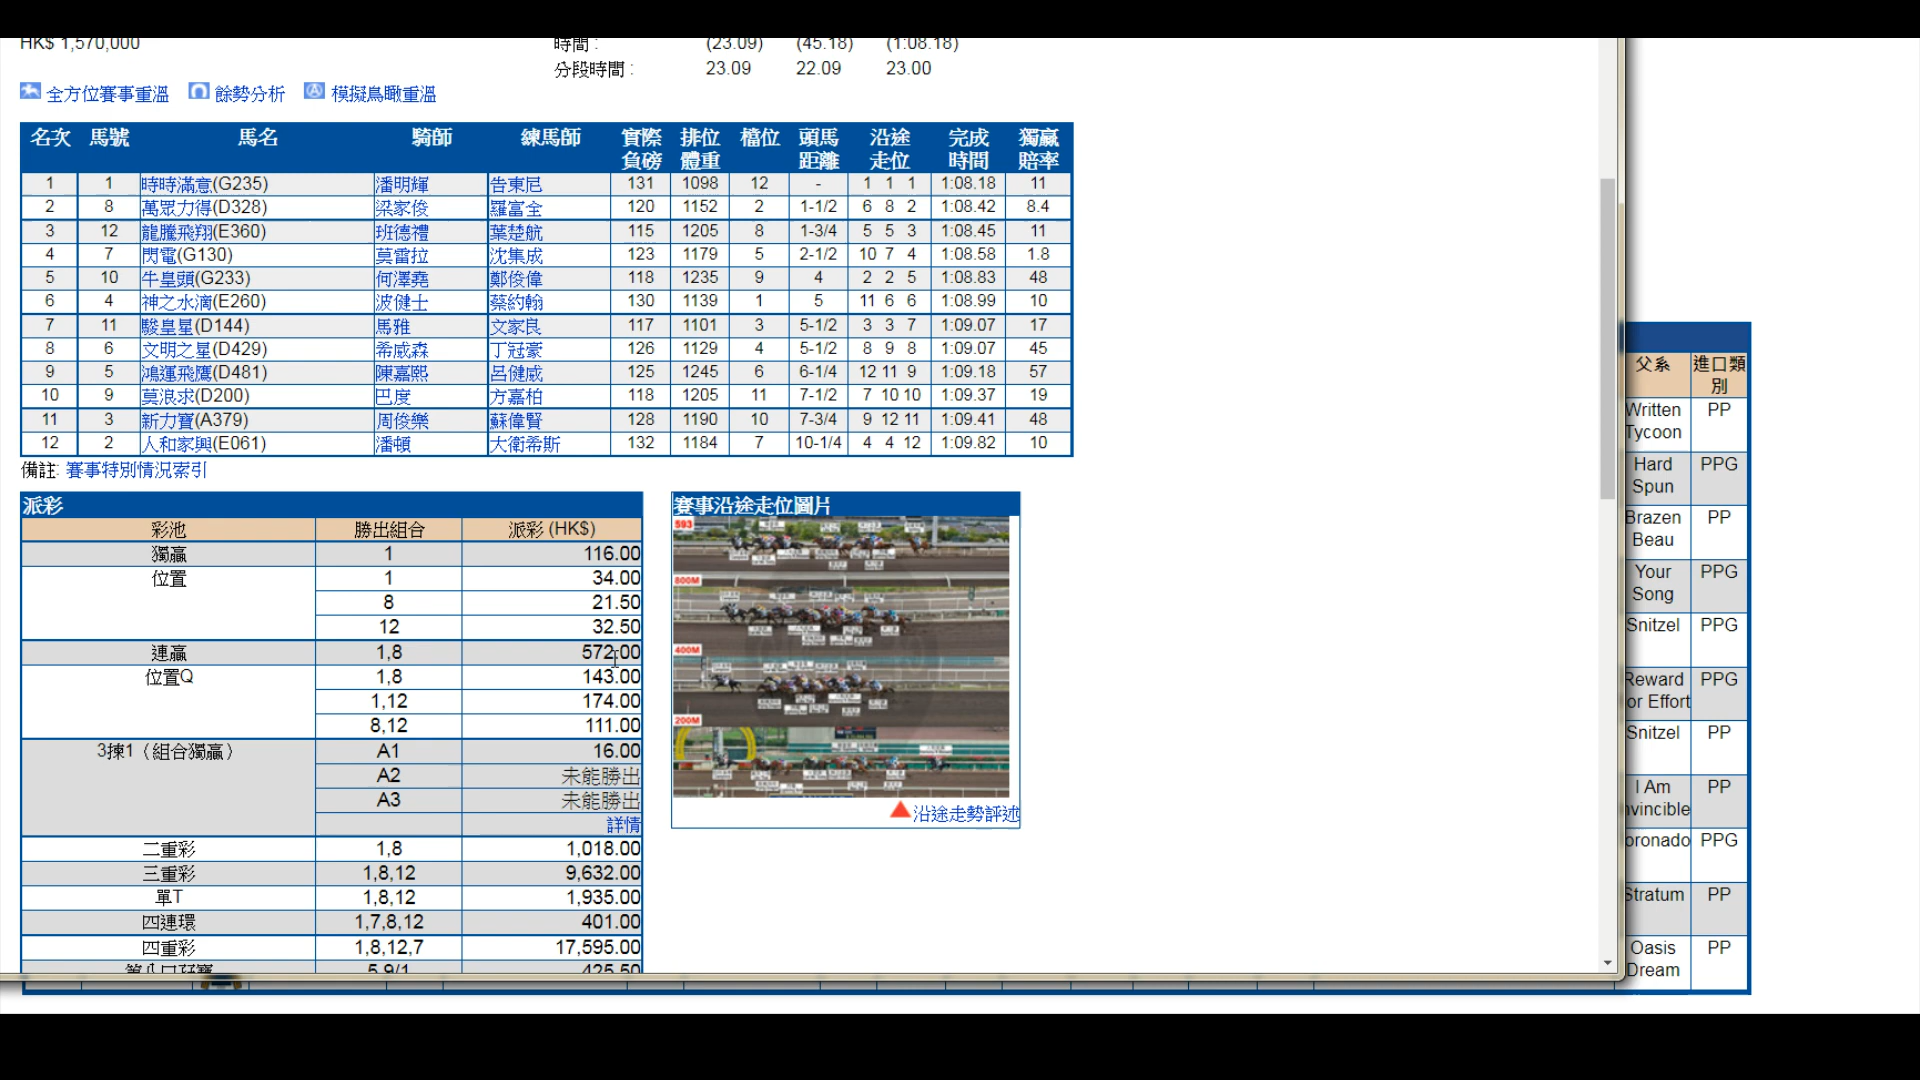 HK$ 1,570,000
時間 : (23.09) (45.18) (1:08.18)
分段時間 : 23.09 22.09 23.00
全方位賽事重溫 餘勢分析 模擬鳥瞰重溫
名次 馬號 馬名 騎師 練馬師 實際負磅 排位體重 檔位 頭馬距離 沿途走位 完成時間 獨贏賠率
1 1 時時滿意(G235) 潘明輝 告東尼 131 1098 12 - 1 1 1 1:08.18 11
2 8 萬眾力得(D328) 梁家俊 羅富全 120 1152 2 1-1/2 6 8 2 1:08.42 8.4
3 12 龍騰飛翔(E360) 班德禮 葉楚航 115 1205 8 1-3/4 5 5 3 1:08.45 11
4 7 閃電(G130) 莫雷拉 沈集成 123 1179 5 2-1/2 10 7 4 1:08.58 1.8
5 10 牛皇頭(G233) 何澤堯 鄭俊偉 118 1235 9 4 2 2 5 1:08.83 48
6 4 神之水滴(E260) 波健士 蔡約翰 130 1139 1 5 11 6 6 1:08.99 10
7 11 駿皇星(D144) 馬雅 文家良 117 1101 3 5-1/2 3 3 7 1:09.07 17
8 6 文明之星(D429) 希威森 丁冠豪 126 1129 4 5-1/2 8 9 8 1:09.07 45
9 5 鴻運飛鷹(D481) 陳嘉熙 呂健威 125 1245 6 6-1/4 12 11 9 1:09.18 57
10 9 莫浪求(D200) 巴度 方嘉柏 118 1205 11 7-1/2 7 10 10 1:09.37 19
11 3 新力寶(A379) 周俊樂 蘇偉賢 128 1190 10 7-3/4 9 12 11 1:09.41 48
12 2 人和家興(E061) 潘頓 大衛希斯 132 1184 7 10-1/4 4 4 12 1:09.82 10
備註: 賽事特別情況索引
派彩
彩池 勝出組合 派彩 (HK$)
獨贏 1 116.00
位置 1 34.00
8 21.50
12 32.50
連贏 1,8 572.00
位置Q 1,8 143.00
1,12 174.00
8,12 111.00
3揀1（組合獨贏） A1 16.00
A2 未能勝出
A3 未能勝出
詳情
二重彩 1,8 1,018.00
三重彩 1,8,12 9,632.00
單T 1,8,12 1,935.00
四連環 1,7,8,12 401.00
四重彩 1,8,12,7 17,595.00
5,9/1 425.50
賽事沿途走位圖片
593
800M
400M
200M
沿途走勢評述
父系 進口類別
Written Tycoon PP
Hard Spun PPG
Brazen Beau PP
Your Song PPG
Snitzel PPG
Reward or Effort PPG
Snitzel PP
I Am nvincible PP
oronado PPG
Stratum PP
Oasis Dream PP